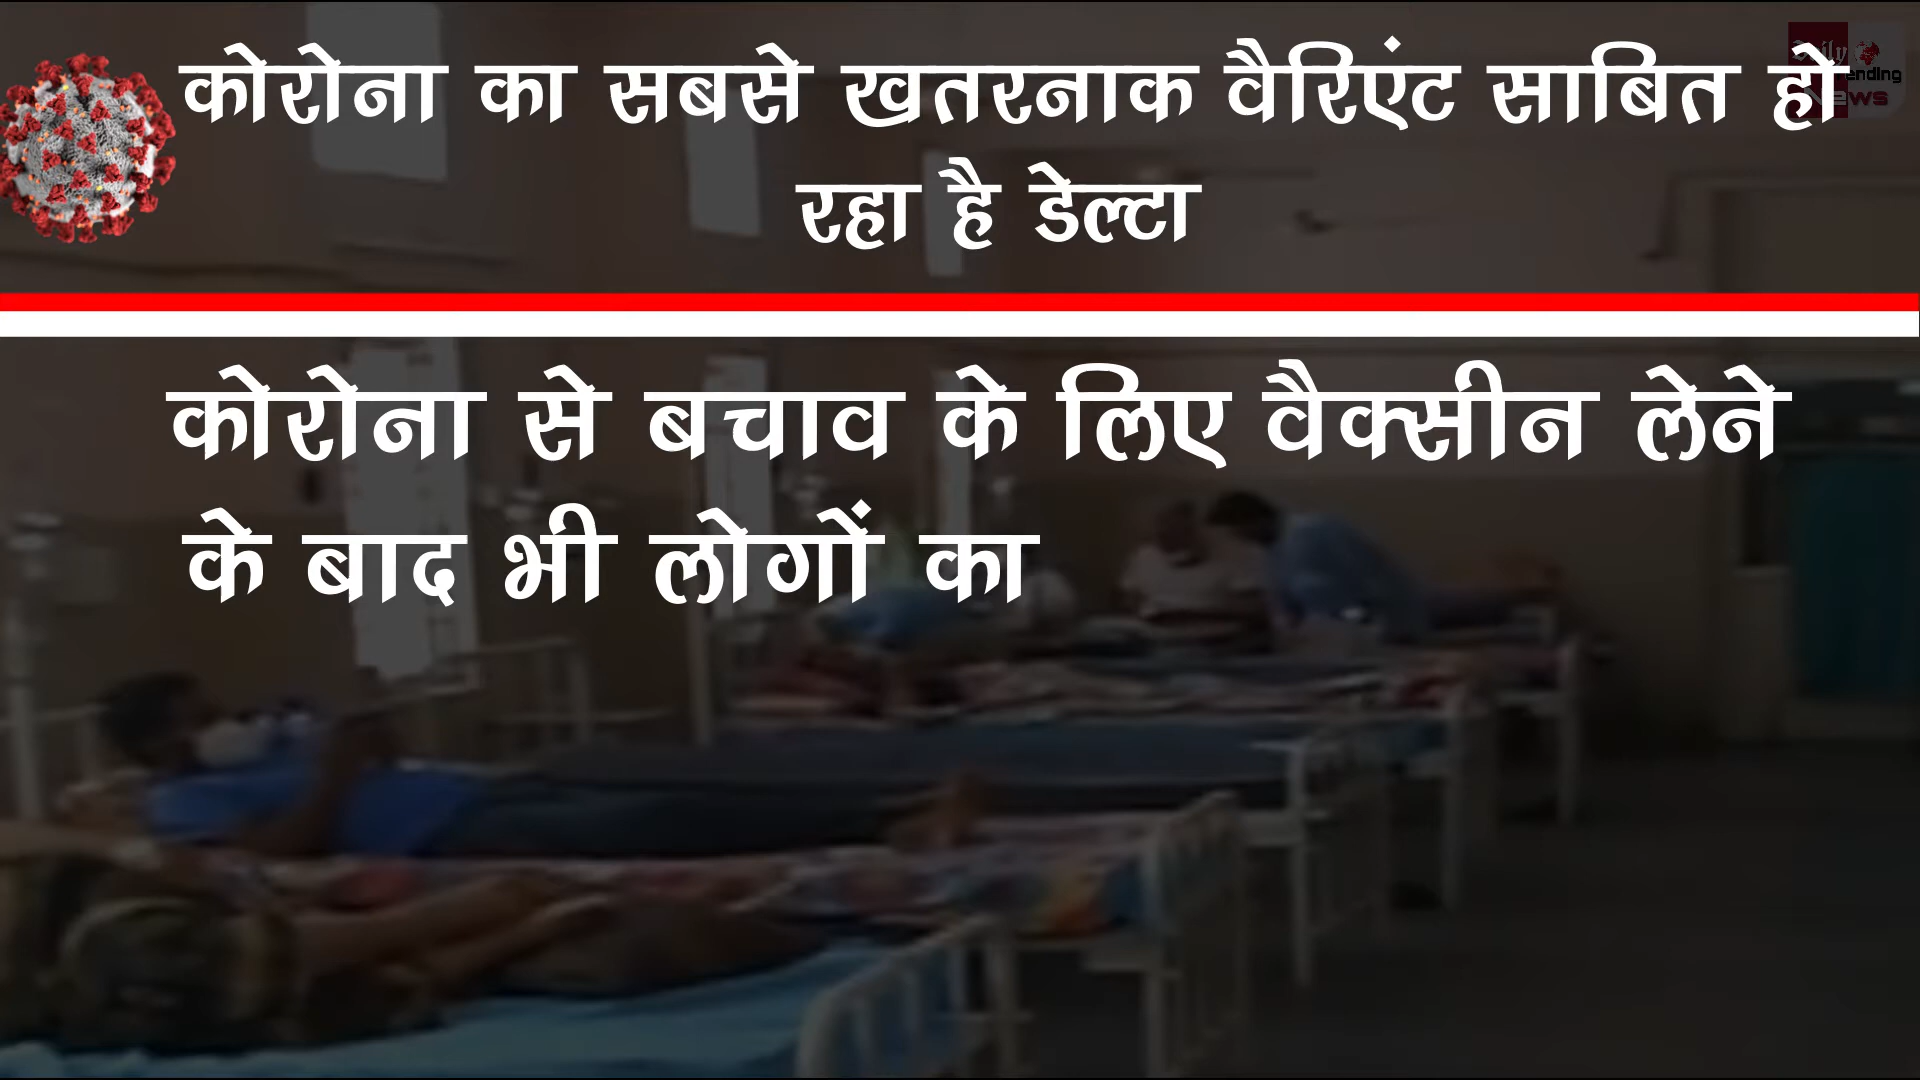 कोरोना का सबसे खतरनाक वैरिएंट साबित हो
रहा है डेल्टा
कोरोना से बचाव के लिए वैक्सीन लेने
के बाद भी लोगों का